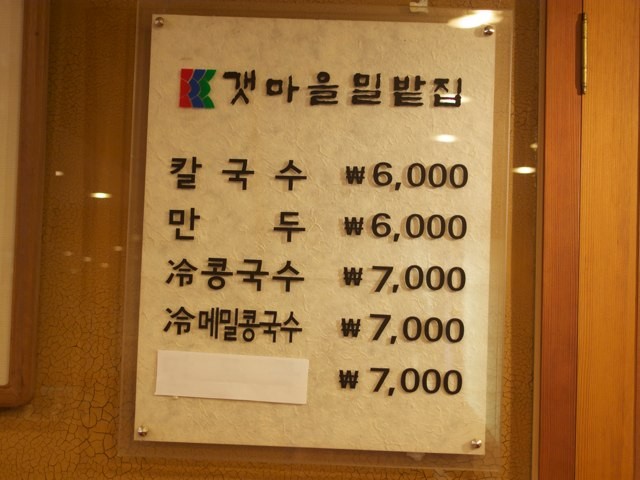 갯마을밀밭집
칼국수 ₩6,000
만두 ₩6,000
冷콩국수 ₩7,000
冷메밀콩국수 ₩7,000
₩7,000